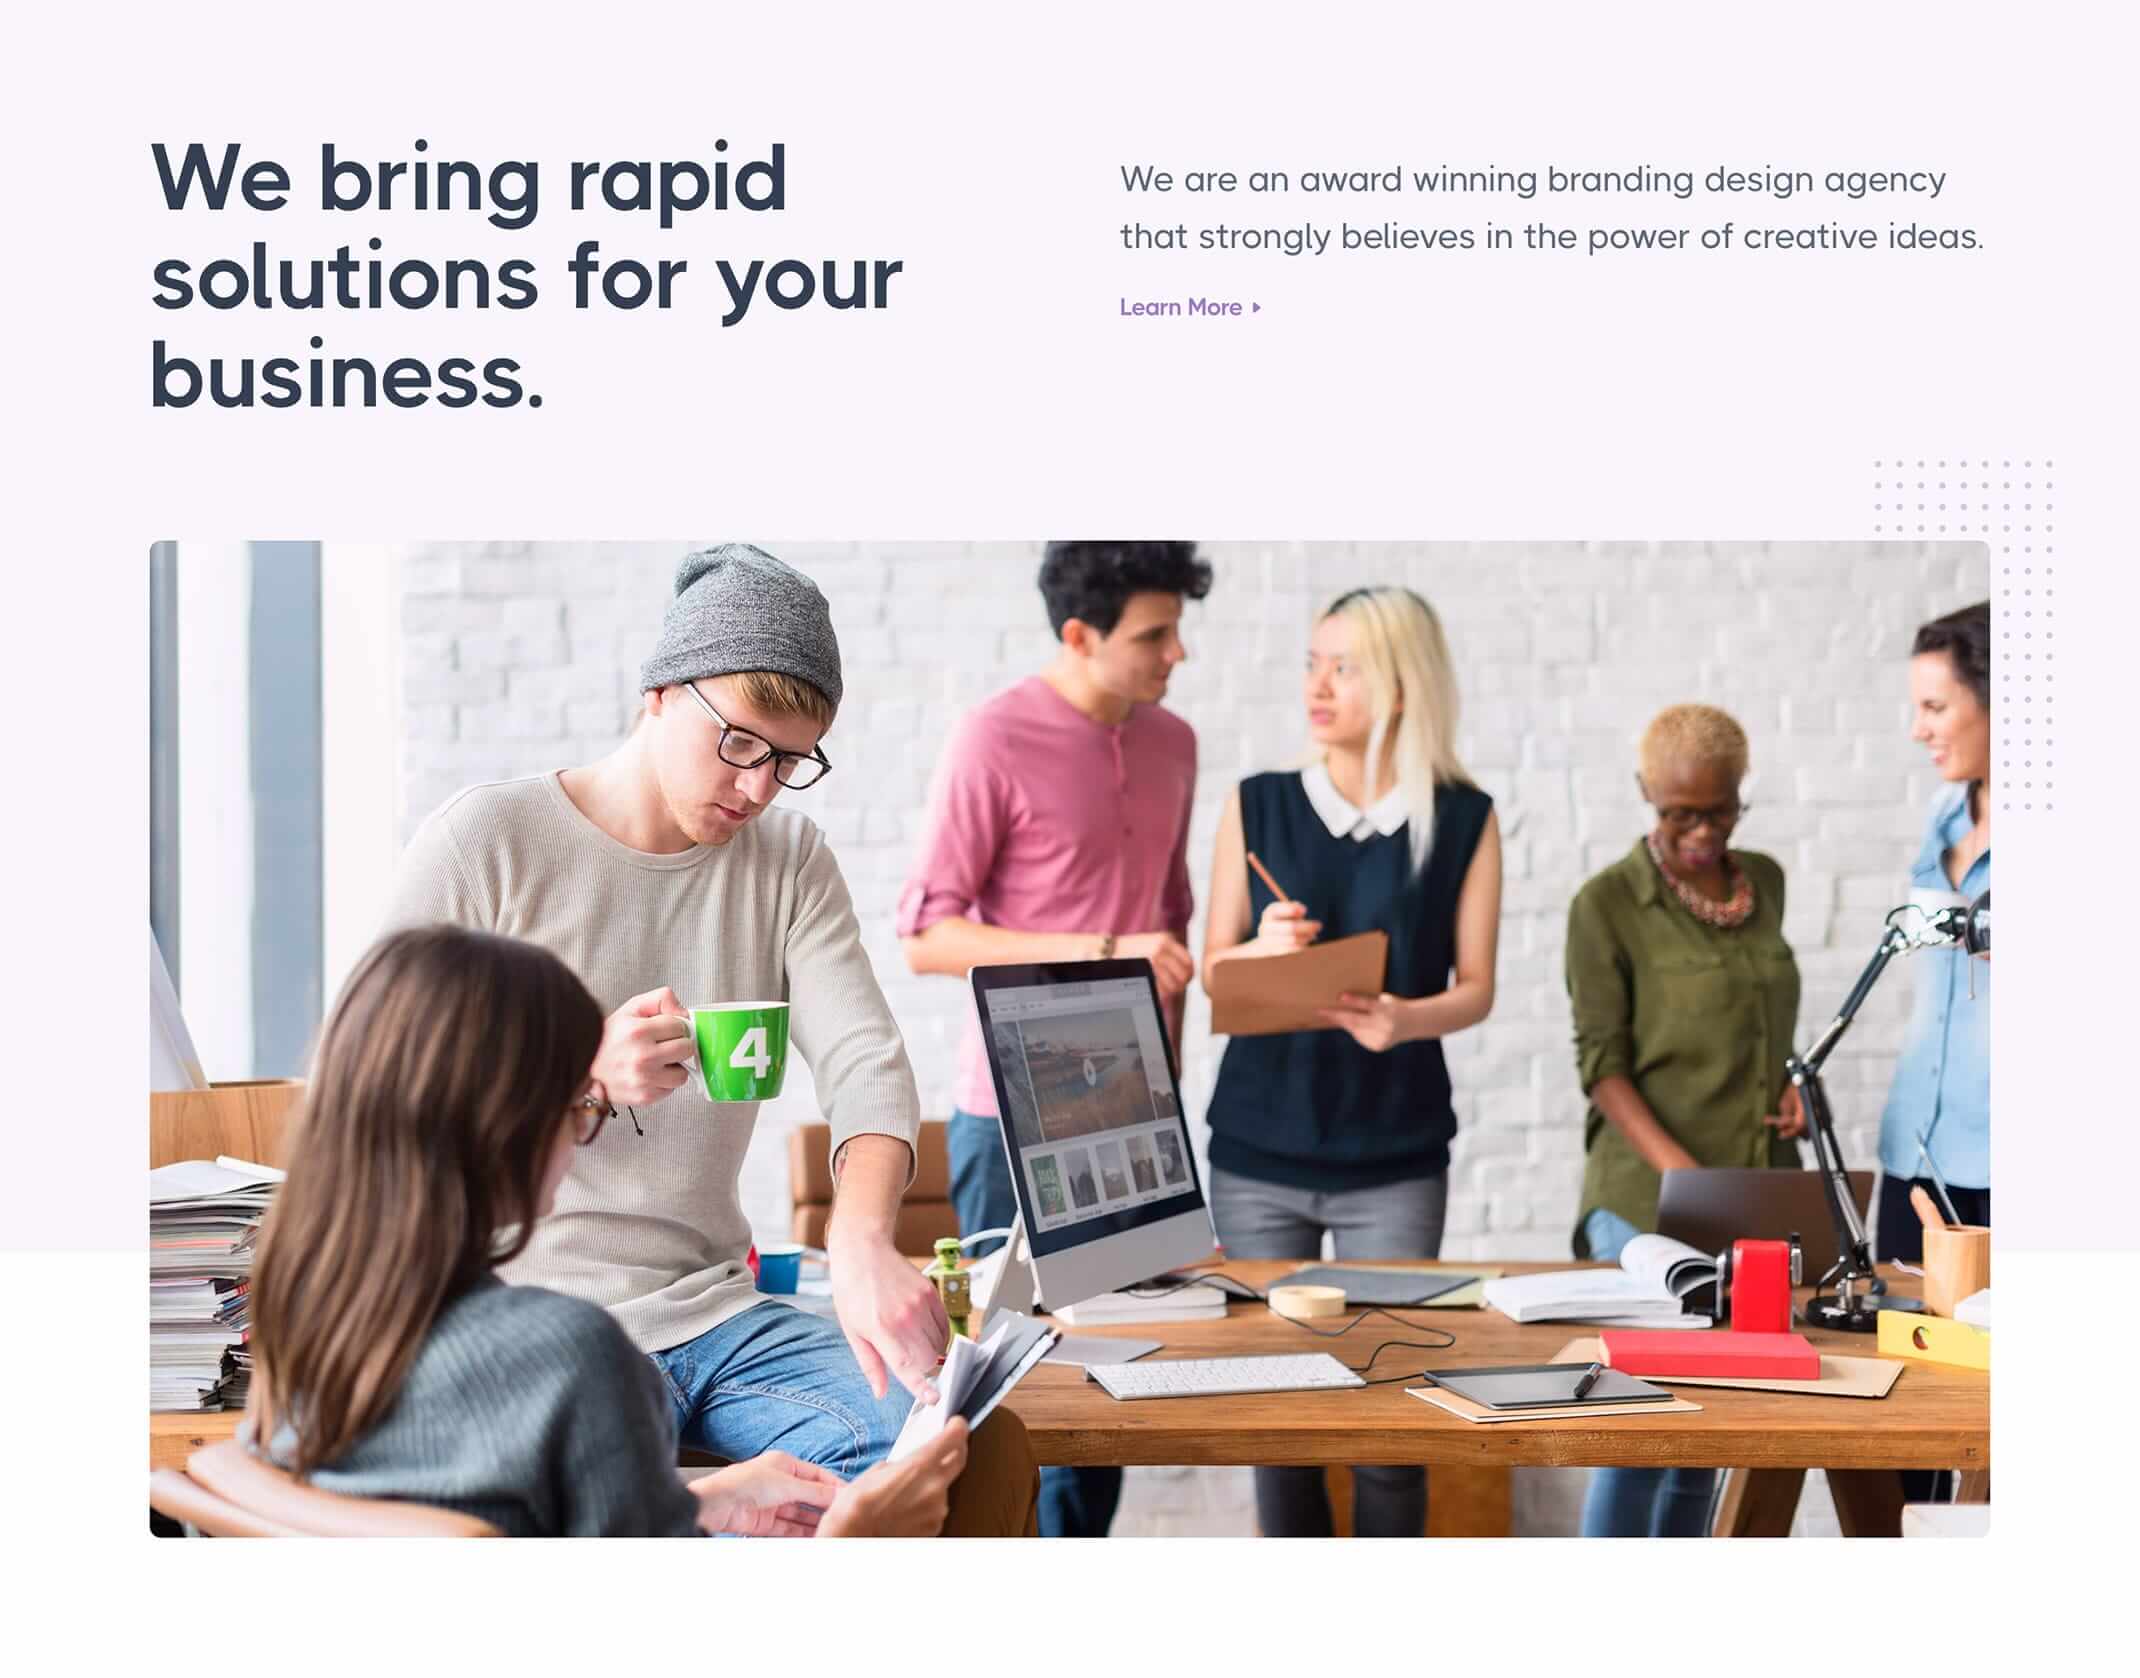 We bring rapid
solutions for your
business.
We are an award winning branding design agency
that strongly believes in the power of creative ideas.
Learn More
4